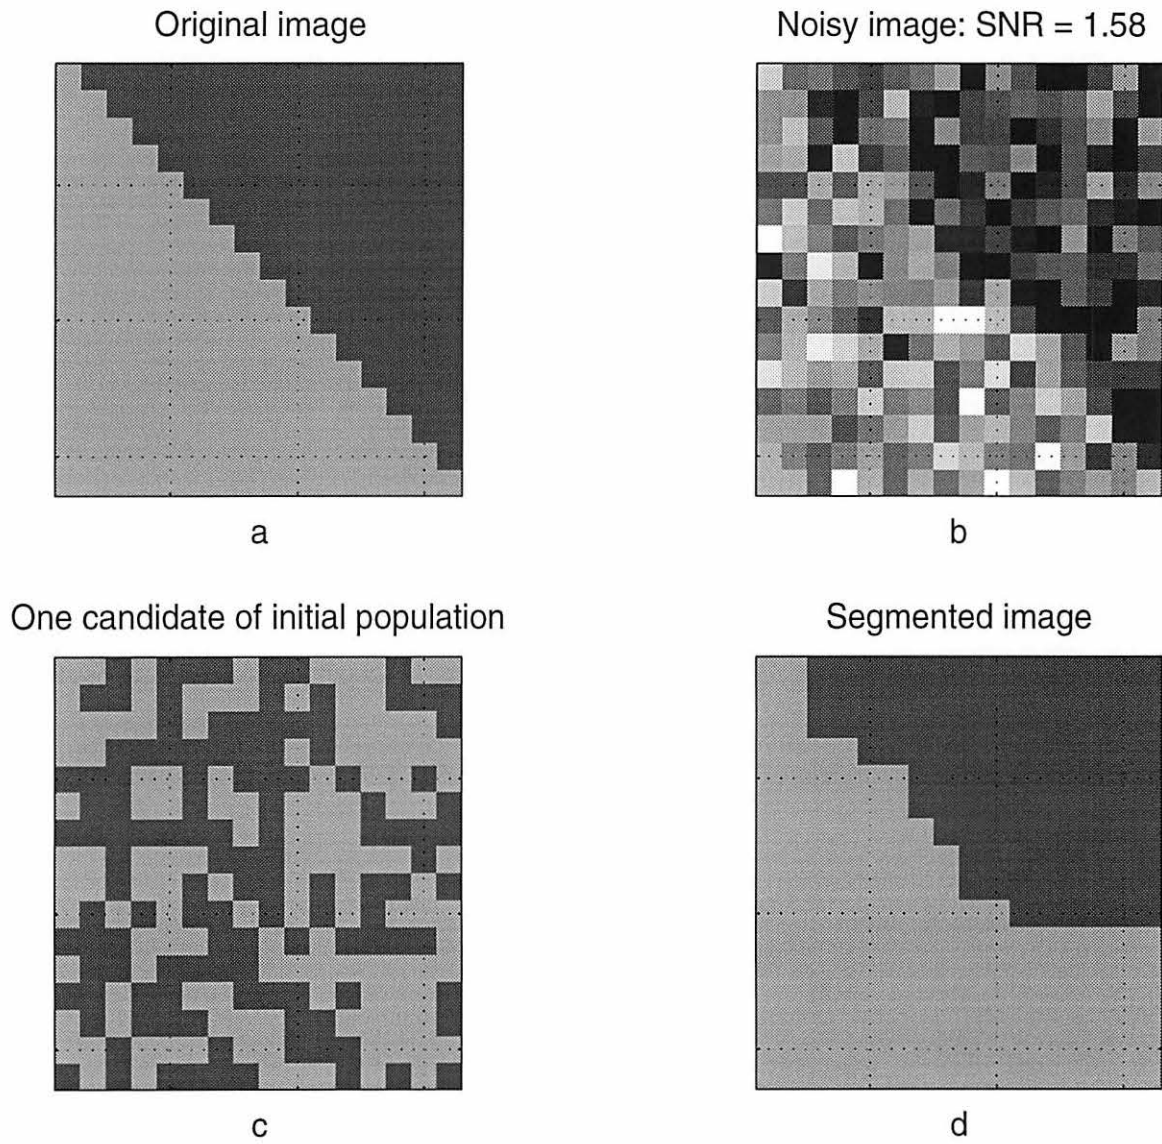 Original image
Noisy image: SNR = 1.58
a
b
One candidate of initial population
Segmented image
c
d